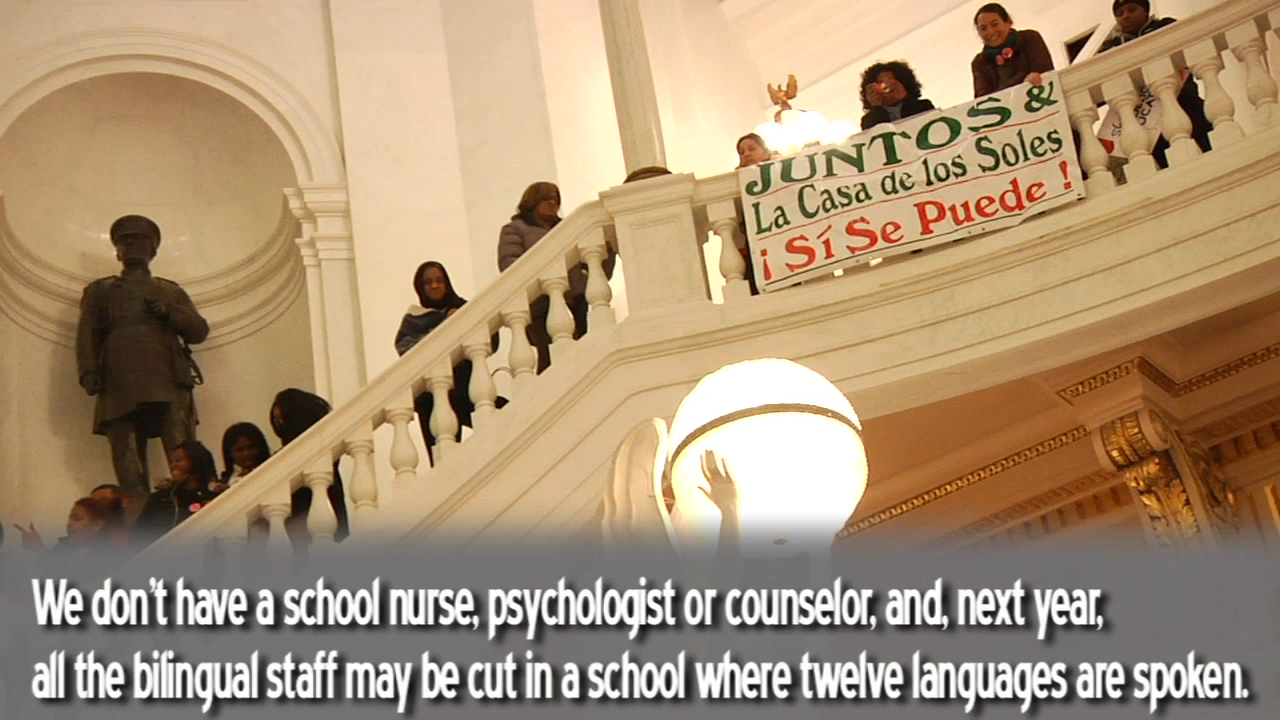 JUNTOS &
La Casa de los Soles
¡Sí Se Puede!
We don't have a school nurse, psychologist or counselor, and, next year,
all the bilingual staff may be cut in a school where twelve languages are spoken.